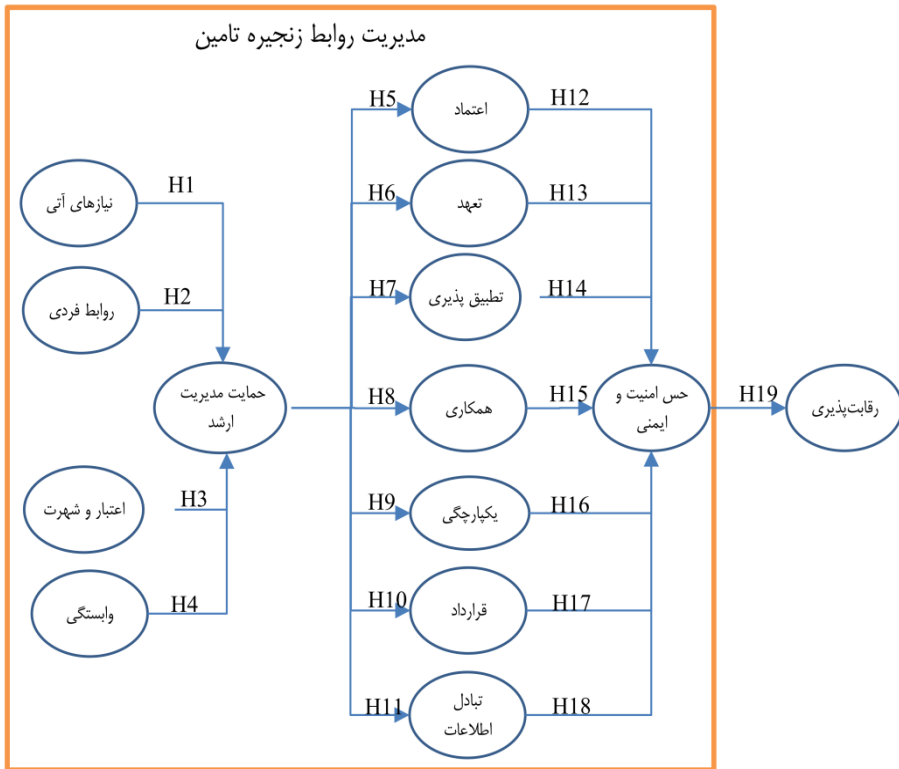 مدیریت روابط زنجیره تامین
H5
اعتماد
H12
H1
نیازهای آتی
H6
تعهد
H13
H2
روابط فردی
H7
تطبیق پذیری
H14
حمایت مدیریت
ارشد
H8
همکاری
H15
حس امنیت و
ایمنی
H19
رقابت‌پذیری
H3
اعتبار و شهرت
H9
یکپارچگی
H16
H4
وابستگی
H10
قرارداد
H17
H11
تبادل
اطلاعات
H18